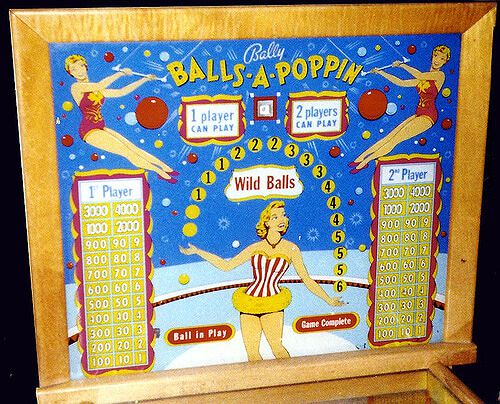 Bally
BALLS-A-POPPIN
1 player
CAN PLAY
2 players
CAN PLAY
Wild Balls
1 1 1 2 2 2 3 3 3 4 4 4 5 5 5 6
1st Player
3000 4000
1000 2000
900 90 9
800 80 8
700 70 7
600 60 6
500 50 5
400 40 4
300 30 3
200 20 2
100 10 1
2nd Player
3000 4000
1000 2000
900 90 9
800 80 8
700 70 7
600 60 6
500 50 5
400 40 4
300 30 3
200 20 2
100 10 1
Ball in Play
Game Complete